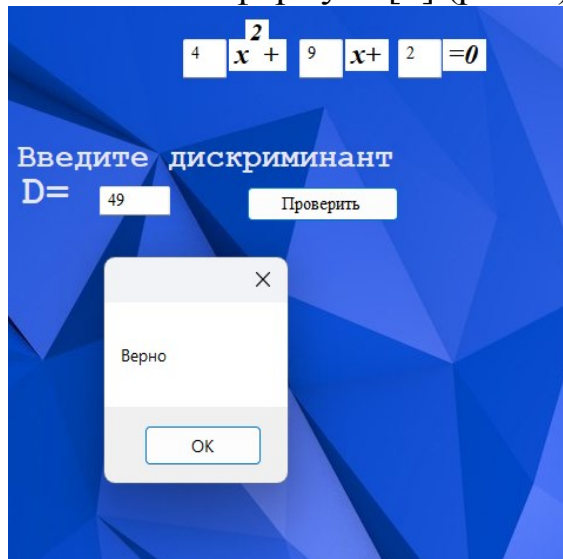 4 x² + 9 x+ 2 =0
Введите дискриминант
D= 49 Проверить
Верно
OK